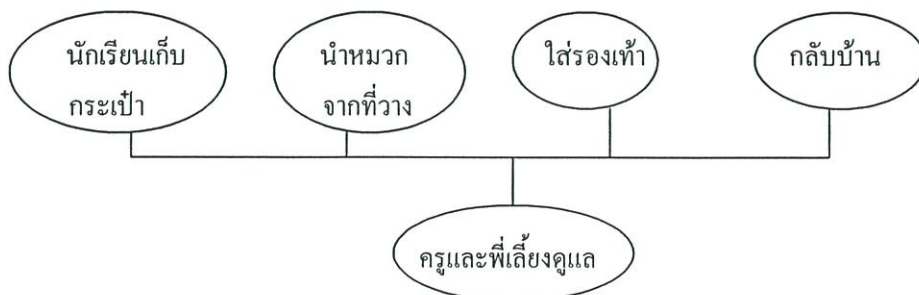 นักเรียนเก็บ
กระเป๋า
นำหมวก
จากที่วาง
ใส่รองเท้า
กลับบ้าน
ครูและพี่เลี้ยงดูแล